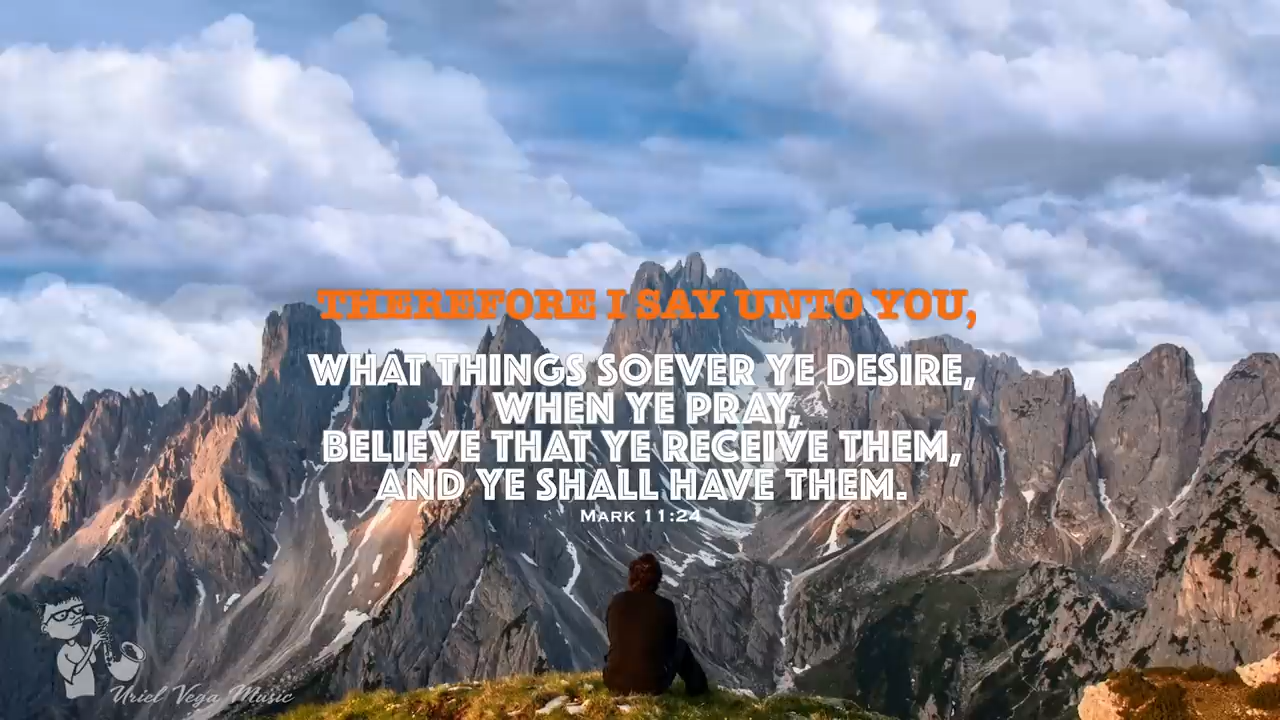 THEREFORE I SAY UNTO YOU,
WHAT THINGS SOEVER YE DESIRE,
WHEN YE PRAY,
BELIEVE THAT YE RECEIVE THEM,
AND YE SHALL HAVE THEM.
MARK 11:24
Uriel Vega Music